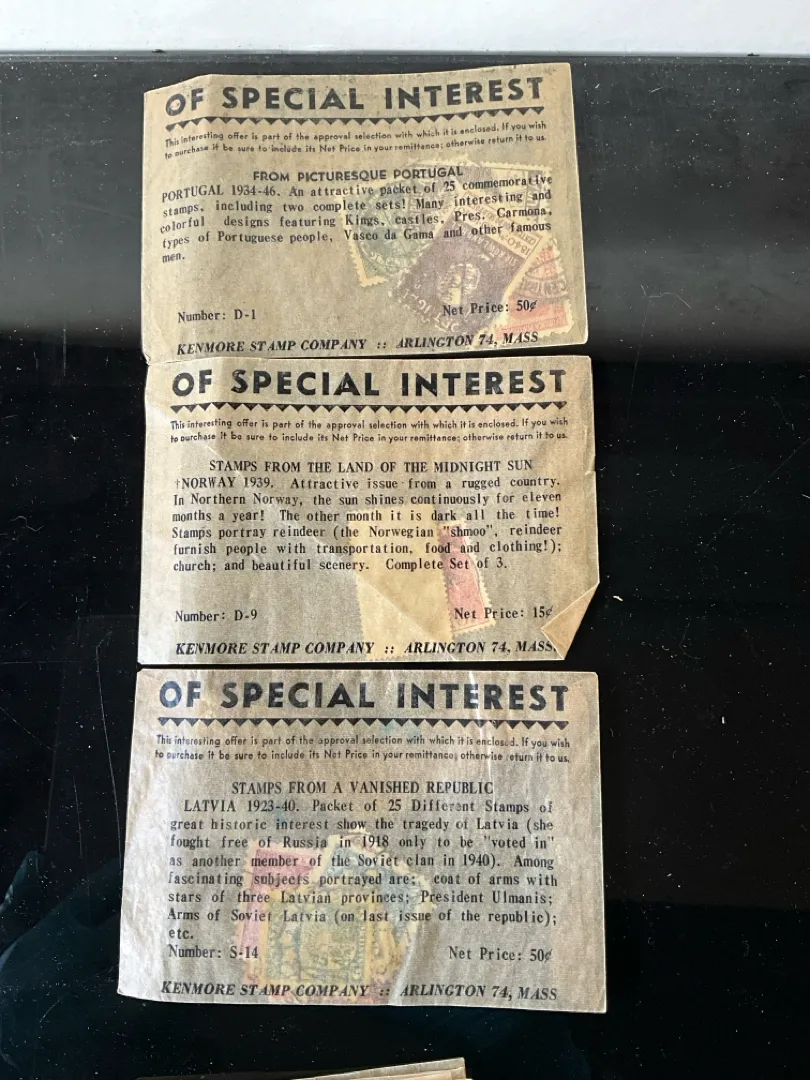 OF SPECIAL INTEREST
This interesting offer is part of the approval selection with which it is enclosed. If you wish
to purchase it be sure to include its Net Price in your remittance; otherwise return it to us.
FROM PICTURESQUE PORTUGAL
PORTUGAL 1934-46. An attractive packet of 25 commemorative
stamps, including two complete sets! Many interesting and
colorful designs featuring Kings, castles, Pres. Carmona,
types of Portuguese people, Vasco da Gama and other famous
men.
Number: D-1 Net Price: 50¢
KENMORE STAMP COMPANY :: ARLINGTON 74, MASS
OF SPECIAL INTEREST
This interesting offer is part of the approval selection with which it is enclosed. If you wish
to purchase it be sure to include its Net Price in your remittance; otherwise return it to us.
STAMPS FROM THE LAND OF THE MIDNIGHT SUN
†NORWAY 1939. Attractive issue from a rugged country.
In Northern Norway, the sun shines continuously for eleven
months a year! The other month it is dark all the time!
Stamps portray reindeer (the Norwegian "shmoo", reindeer
furnish people with transportation, food and clothing!);
church; and beautiful scenery. Complete Set of 3.
Number: D-9 Net Price: 15¢
KENMORE STAMP COMPANY :: ARLINGTON 74, MASS.
OF SPECIAL INTEREST
This interesting offer is part of the approval selection with which it is enclosed. If you wish
to purchase it be sure to include its Net Price in your remittance; otherwise return it to us.
STAMPS FROM A VANISHED REPUBLIC
LATVIA 1923-40. Packet of 25 Different Stamps of
great historic interest show the tragedy of Latvia (she
fought free of Russia in 1918 only to be "voted in"
as another member of the Soviet clan in 1940). Among
fascinating subjects portrayed are: coat of arms with
stars of three Latvian provinces; President Ulmanis;
Arms of Soviet Latvia (on last issue of the republic);
etc.
Number: S-14 Net Price: 50¢
KENMORE STAMP COMPANY :: ARLINGTON 74, MASS